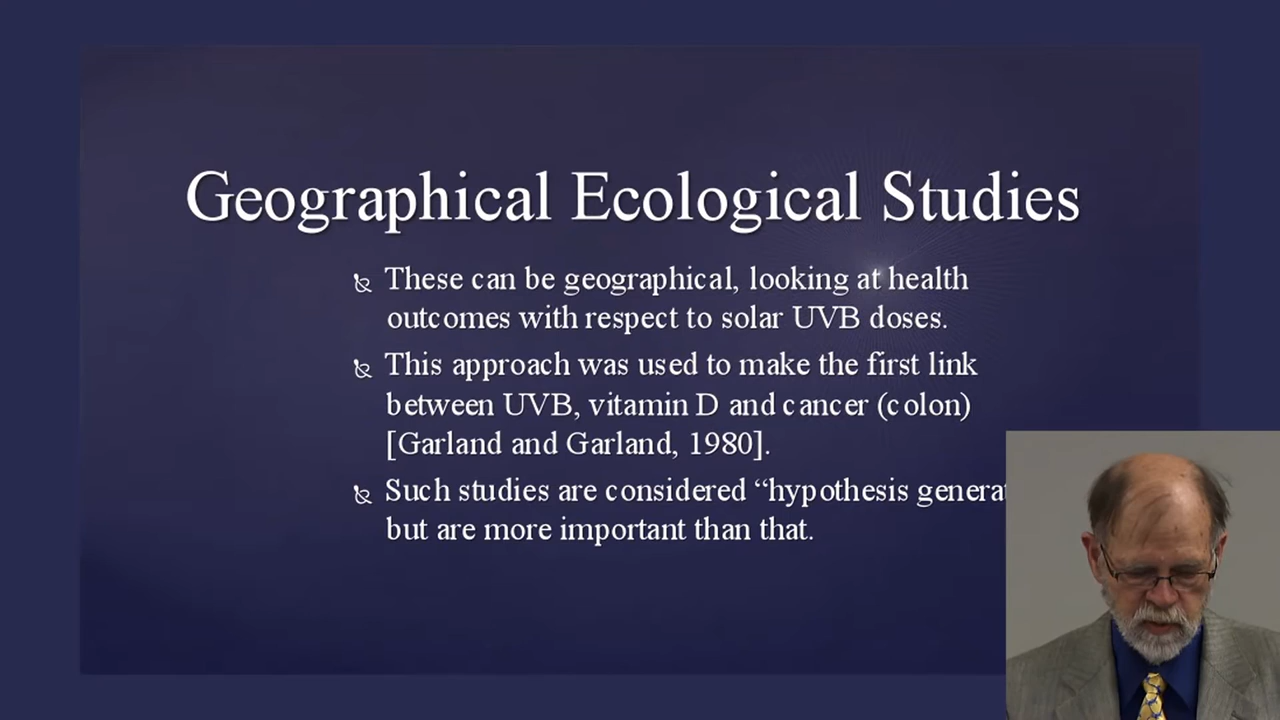 Geographical Ecological Studies
These can be geographical, looking at health
outcomes with respect to solar UVB doses.
This approach was used to make the first link
between UVB, vitamin D and cancer (colon)
[Garland and Garland, 1980].
Such studies are considered “hypothesis
but are more important than that.